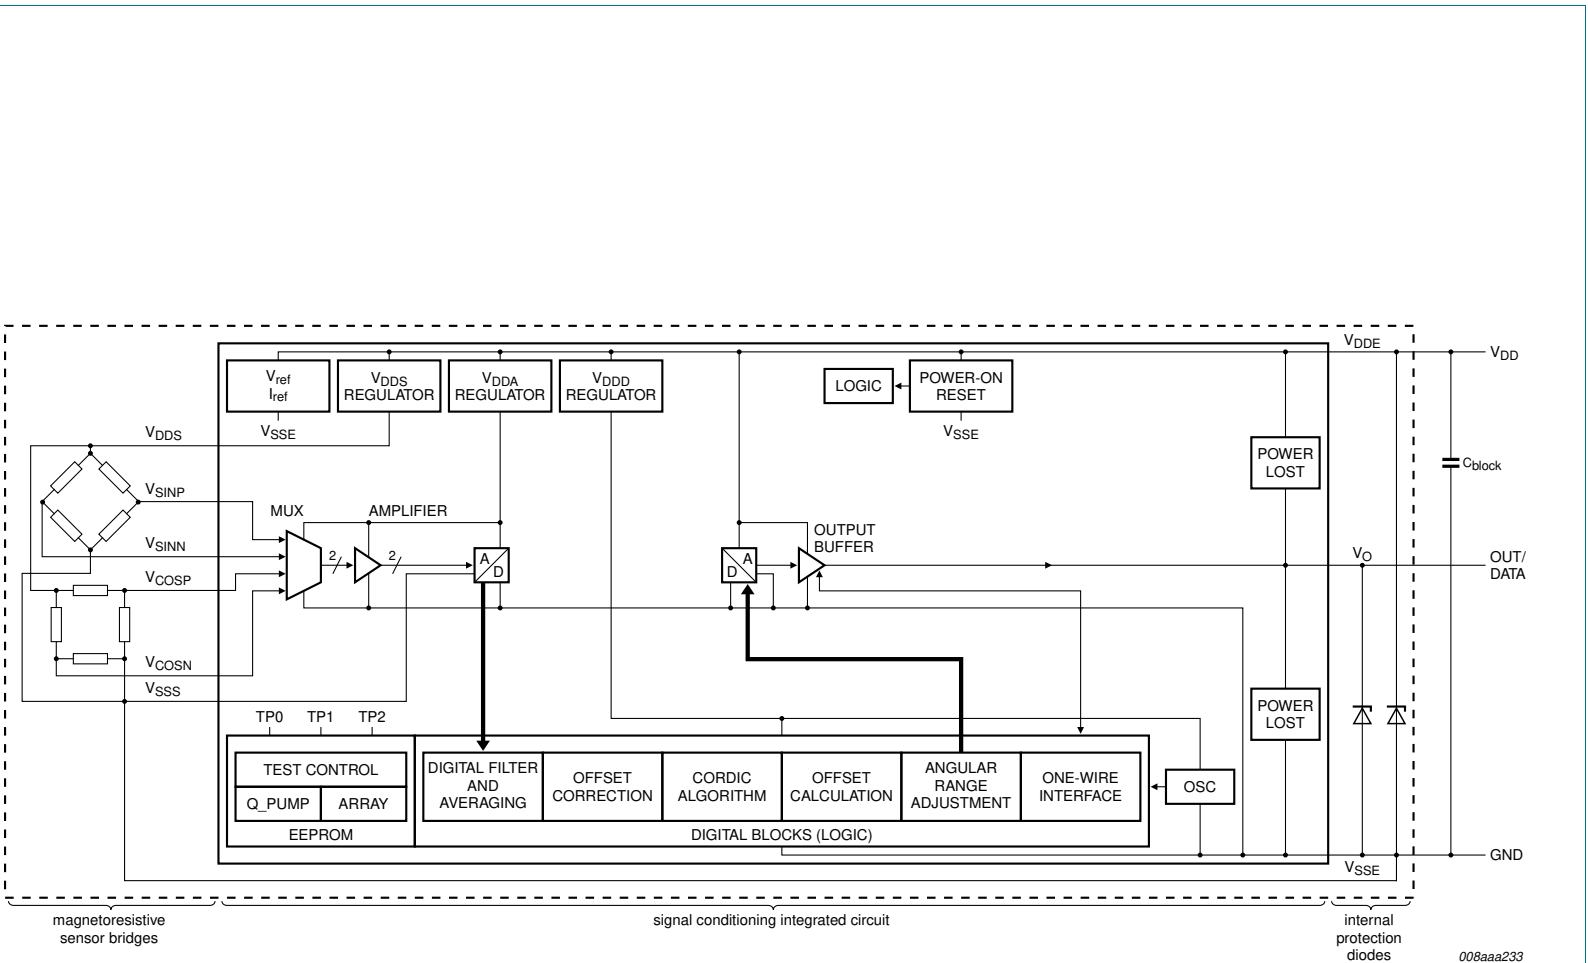 VDDE
VDD
Vref
Iref
VSSE
VDDS
REGULATOR
VDDA
REGULATOR
VDDD
REGULATOR
LOGIC
POWER-ON
RESET
VSSE
VDDS
VSINP
VSINN
VCOSP
VCOSN
VSSS
MUX
2
AMPLIFIER
2
A
D
D
A
OUTPUT
BUFFER
POWER
LOST
Cblock
VO
OUT/
DATA
POWER
LOST
TP0
TP1
TP2
TEST CONTROL
Q_PUMP
ARRAY
EEPROM
DIGITAL FILTER
AND
AVERAGING
OFFSET
CORRECTION
CORDIC
ALGORITHM
OFFSET
CALCULATION
ANGULAR
RANGE
ADJUSTMENT
ONE-WIRE
INTERFACE
DIGITAL BLOCKS (LOGIC)
OSC
GND
VSSE
magnetoresistive
sensor bridges
signal conditioning integrated circuit
internal
protection
diodes
008aaa233